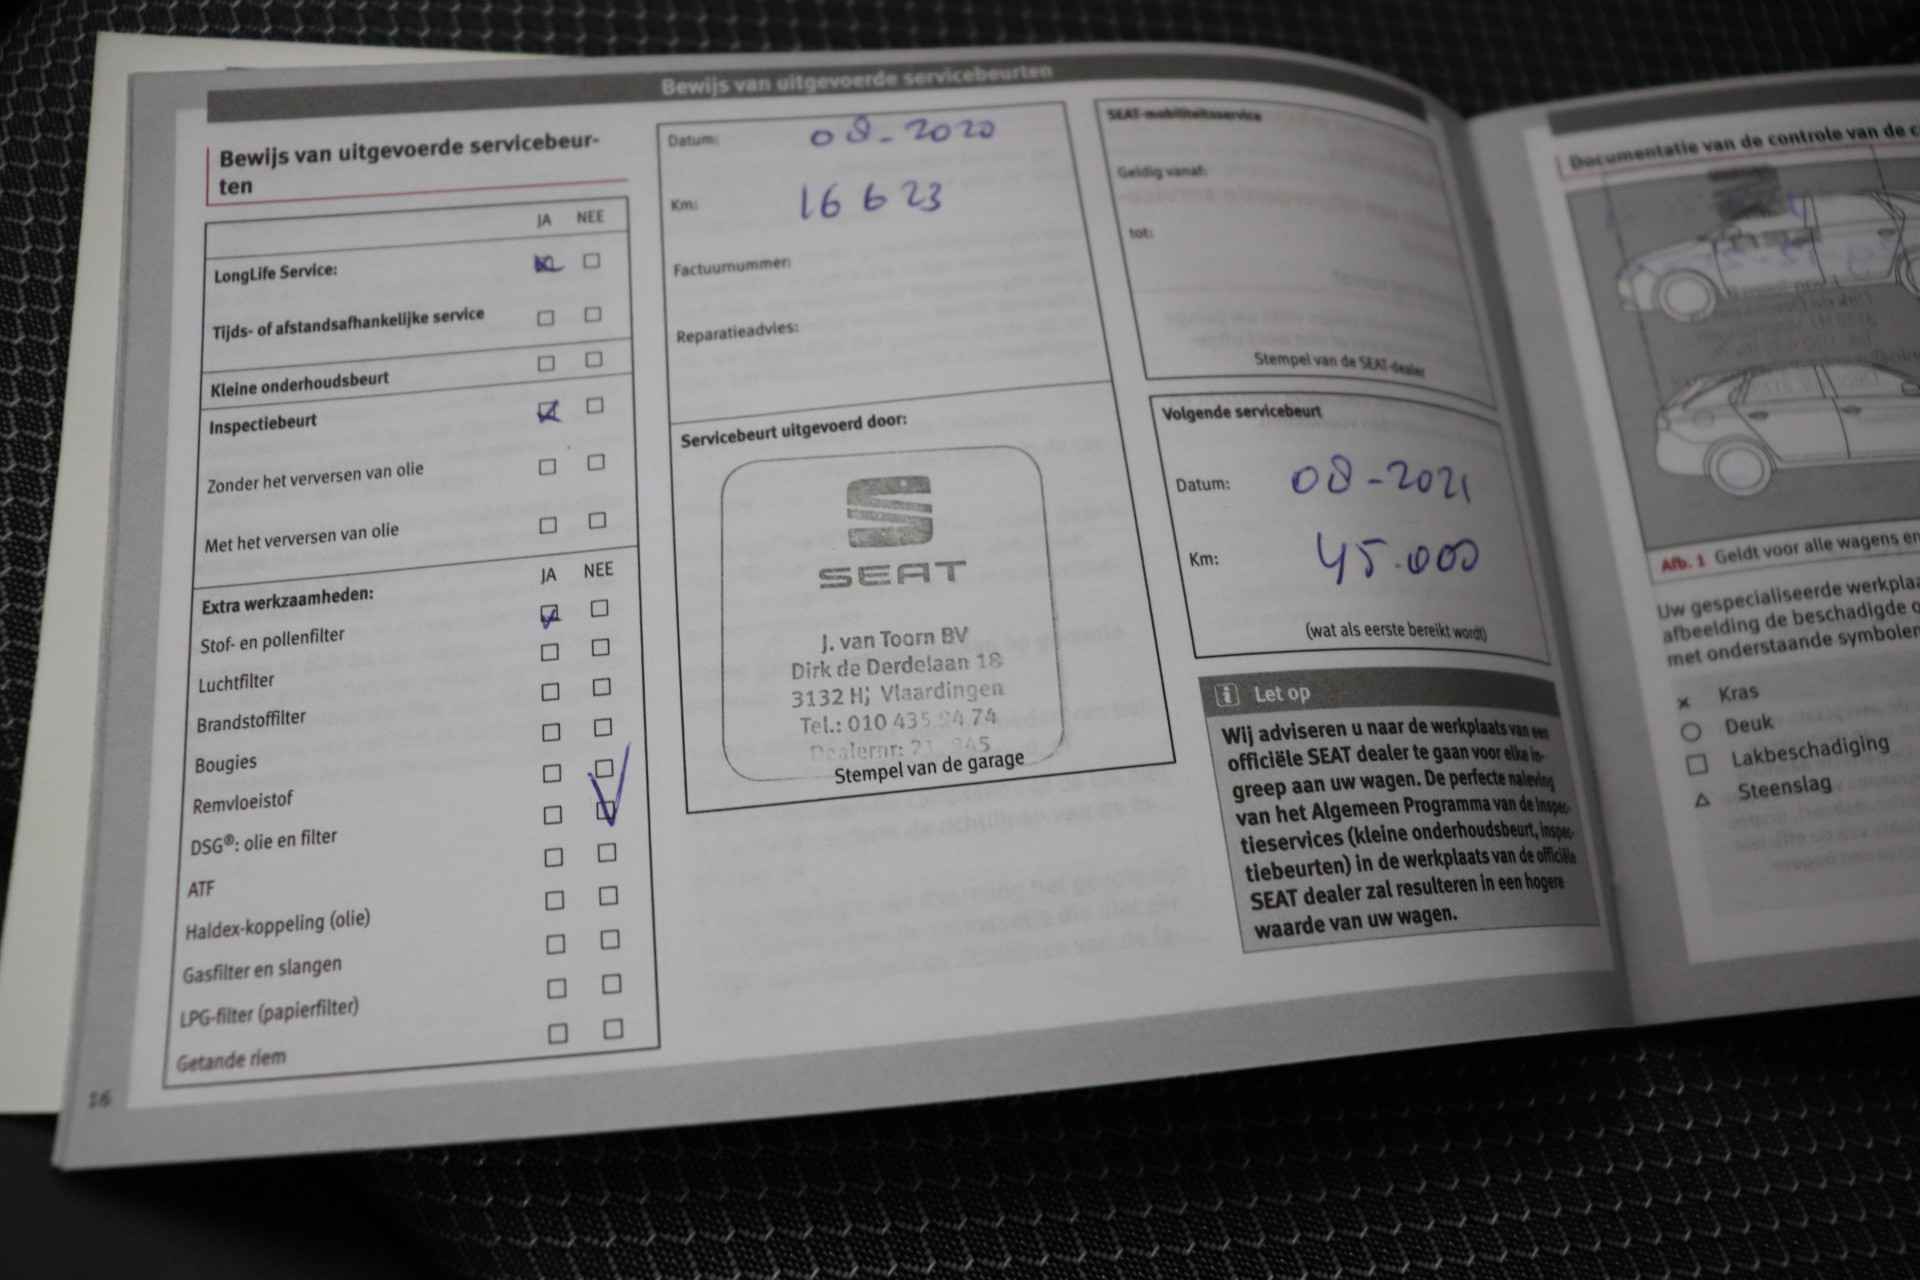 Bewijs van uitgevoerde servicebeurten
Bewijs van uitgevoerde servicebeur-
ten
JA NEE
LongLife Service:
Tijds- of afstandsafhankelijke service
Kleine onderhoudsbeurt
Inspectiebeurt
Zonder het verversen van olie
Met het verversen van olie
Extra werkzaamheden: JA NEE
Stof- en pollenfilter
Luchtfilter
Brandstoffilter
Bougies
Remvloeistof
DSG®: olie en filter
ATF
Haldex-koppeling (olie)
Gasfilter en slangen
LPG-filter (papierfilter)
Getande riem
16
Datum: 08-2020
Km: 16623
Factuurnummer:
Reparatieadvies:
Servicebeurt uitgevoerd door:
SEAT
J. van Toorn BV
Dirk de Derdelaan 18
3132 HJ Vlaardingen
Tel.: 010 435 94 74
Dealernr:
Stempel van de garage
SEAT-mobiliteitsservice
Geldig vanaf:
tot:
Stempel van de SEAT-dealer
Volgende servicebeurt
Datum: 08-2021
Km: 45.000
(wat als eerste bereikt wordt)
i Let op
Wij adviseren u naar de werkplaats van een
officiële SEAT dealer te gaan voor elke in-
greep aan uw wagen. De perfecte naleving
van het Algemeen Programma van de inspec-
tieservices (kleine onderhoudsbeurt, inspec-
tiebeurten) in de werkplaats van de officiële
SEAT dealer zal resulteren in een hogere
waarde van uw wagen.
Documentatie van de controle van de
Afb. 1 Geldt voor alle wagens
Uw gespecialiseerde
afbeelding de beschadigde
met onderstaande
Kras
Deuk
Lakbeschadiging
Steenslag